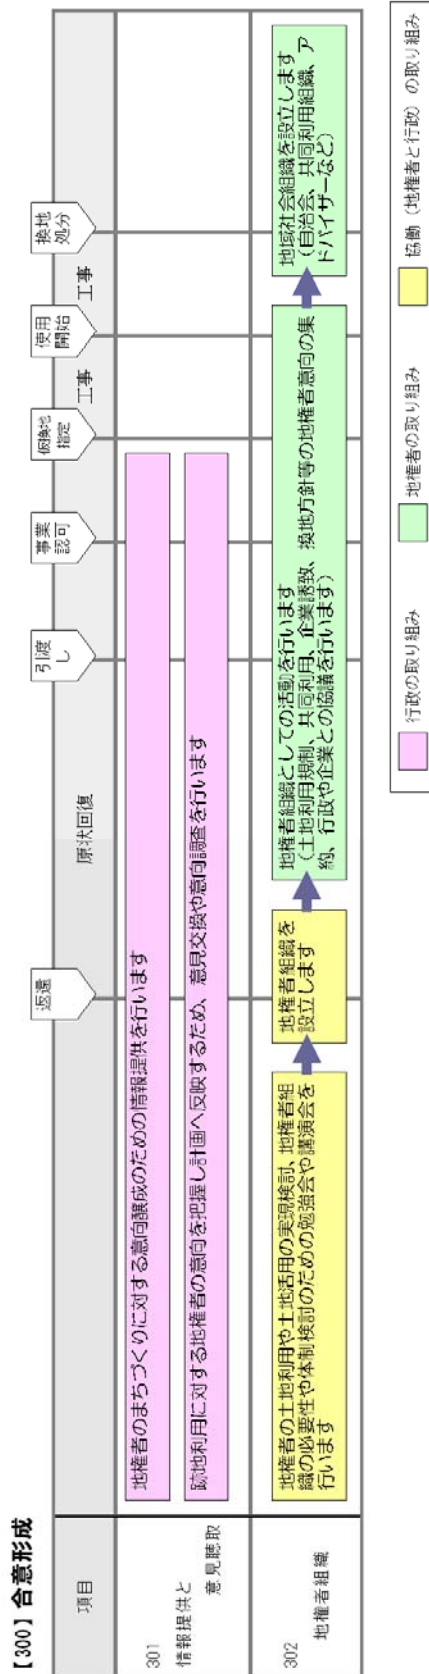 【300】合意形成
項目
返還
原状回復
引渡
し
事業
認可
仮換地
指定
工事
使用
開始
工事
換地
処分
301
情報提供と
意見聴取
地権者のまちづくりに対する意向醸成のための情報提供を行います
跡地利用に対する地権者の意向を把握し計画へ反映するため、意見交換や意向調査を行います
302
地権者組織
地権者の土地利用や土地活用の実現検討、地権者組
織の必要性や体制検討のための勉強会や講演会を
行います
地権者組織を
設立します
地権者組織としての活動を行います
（土地利用規制、共同利用、企業誘致、換地方針等の地権者意向の集
約、行政や企業との協議を行います）
地域社会組織を設立します
（自治会、共同利用組織、ア
ドバイザーなど）
行政の取り組み
地権者の取り組み
協働（地権者と行政）の取り組み